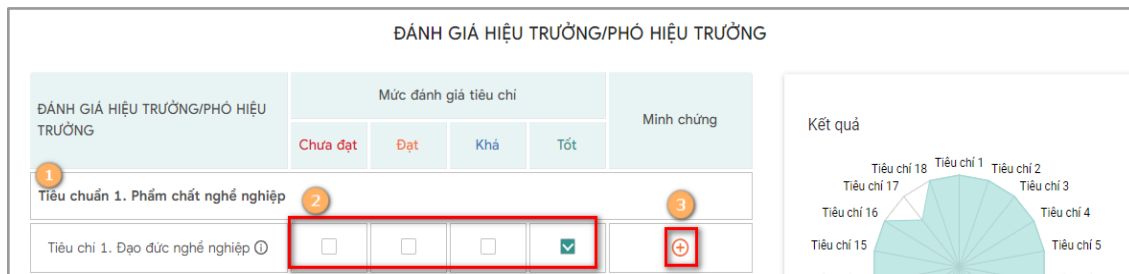 ĐÁNH GIÁ HIỆU TRƯỞNG/PHÓ HIỆU TRƯỞNG
ĐÁNH GIÁ HIỆU TRƯỞNG/PHÓ HIỆU
TRƯỞNG
Mức đánh giá tiêu chí
Minh chứng
Chưa đạt
Đạt
Khá
Tốt
1
Tiêu chuẩn 1. Phẩm chất nghề nghiệp
2
3
Tiêu chí 1. Đạo đức nghề nghiệp
Kết quả
Tiêu chí 18
Tiêu chí 1
Tiêu chí 2
Tiêu chí 17
Tiêu chí 3
Tiêu chí 16
Tiêu chí 4
Tiêu chí 15
Tiêu chí 5